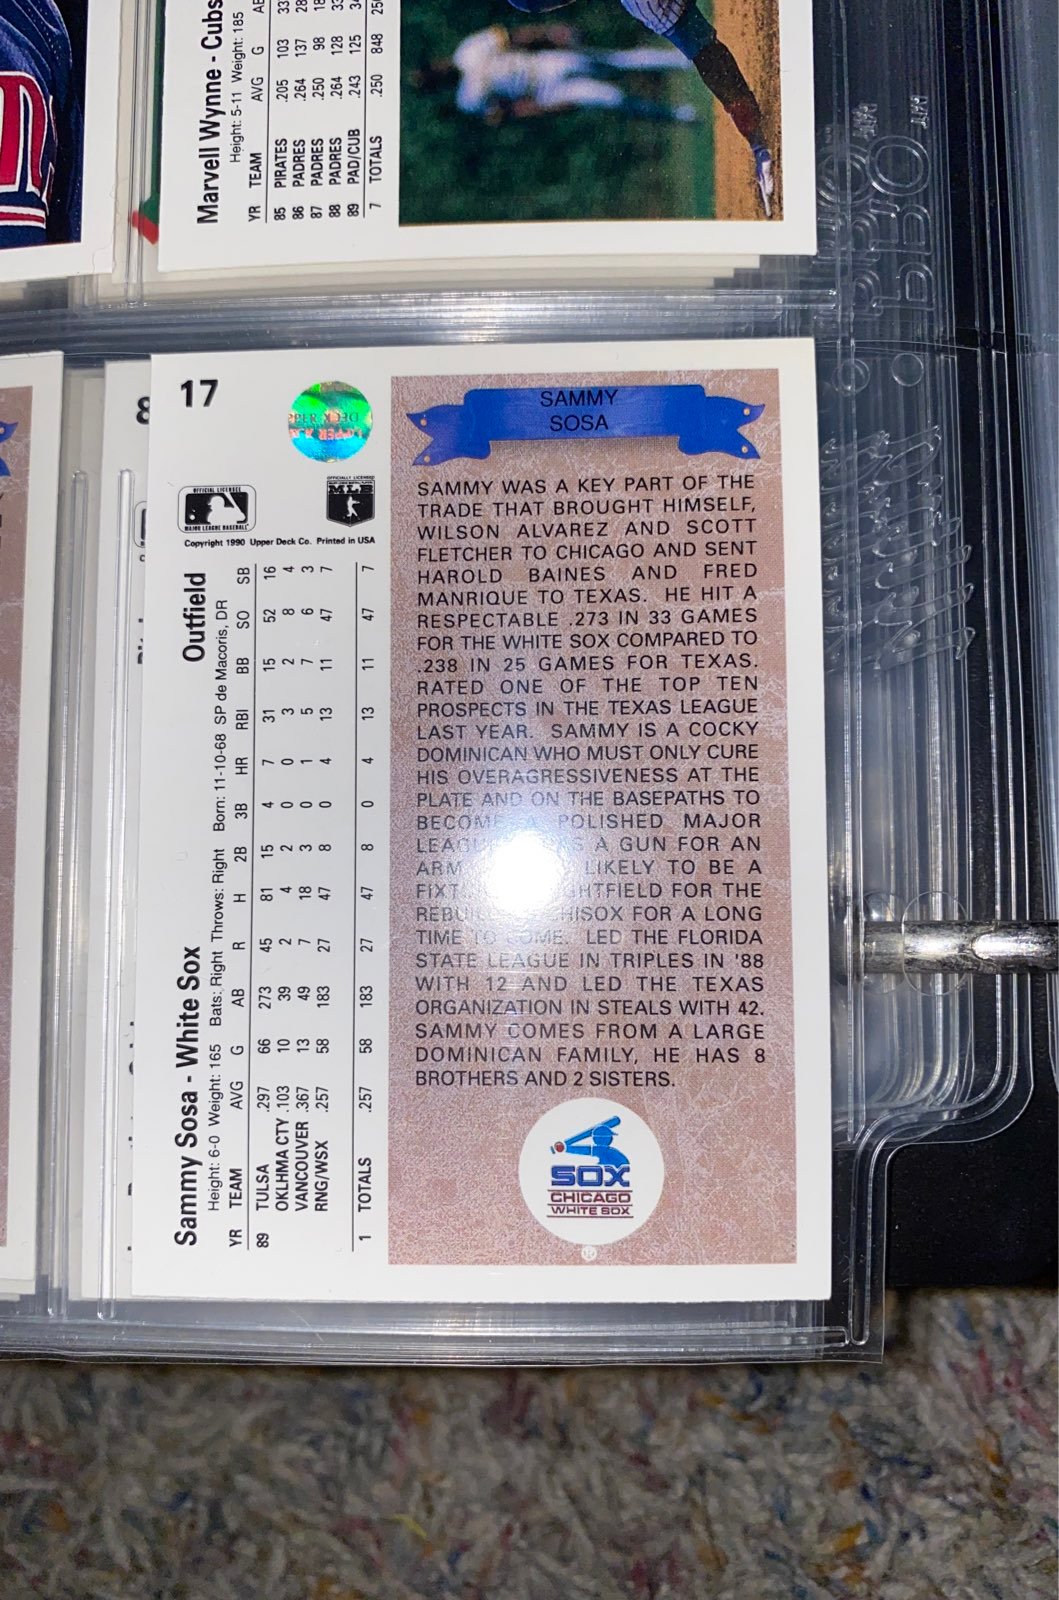 Marvell Wynne - Cubs
Height: 5-11 Weight: 185
YR TEAM AVG G
85 PIRATES .205 103
86 PADRES .264 137
87 PADRES .250 98
88 PADRES .264 128
89 PAD/CUB .243 125
7 TOTALS .250 848
17
OFFICIAL LICENSEE
MAJOR LEAGUE BASEBALL
OFFICIALLY LICENSED
MLB
Copyright 1990 Upper Deck Co. Printed in USA
Sammy Sosa - White Sox Outfield
Height: 6-0 Weight: 165 Bats: Right Throws: Right Born: 11-10-68 SP de Macoris, DR
YR TEAM AVG G AB R H 2B 3B HR RBI BB SO SB
89 TULSA .297 66 273 45 81 15 4 7 31 15 52 16
OKLHMA CTY .103 10 39 2 4 2 0 0 3 2 8 4
VANCOUVER .367 13 49 7 18 3 0 1 5 7 6 3
RNG/WSX .257 58 183 27 47 8 0 4 13 11 47 7
1 TOTALS .257 58 183 27 47 8 0 4 13 11 47 7
SAMMY
SOSA
SAMMY WAS A KEY PART OF THE
TRADE THAT BROUGHT HIMSELF,
WILSON ALVAREZ AND SCOTT
FLETCHER TO CHICAGO AND SENT
HAROLD BAINES AND FRED
MANRIQUE TO TEXAS. HE HIT A
RESPECTABLE .273 IN 33 GAMES
FOR THE WHITE SOX COMPARED TO
.238 IN 25 GAMES FOR TEXAS.
RATED ONE OF THE TOP TEN
PROSPECTS IN THE TEXAS LEAGUE
LAST YEAR. SAMMY IS A COCKY
DOMINICAN WHO MUST ONLY CURE
HIS OVERAGRESSIVENESS AT THE
PLATE AND ON THE BASEPATHS TO
BECOME A POLISHED MAJOR
A GUN FOR AN
ARM LIKELY TO BE A
FOR THE
FOR A LONG
TIME TO COME. LED THE FLORIDA
STATE LEAGUE IN TRIPLES IN '88
WITH 12 AND LED THE TEXAS
ORGANIZATION IN STEALS WITH 42.
SAMMY COMES FROM A LARGE
DOMINICAN FAMILY, HE HAS 8
BROTHERS AND 2 SISTERS.
SOX
CHICAGO
WHITE SOX